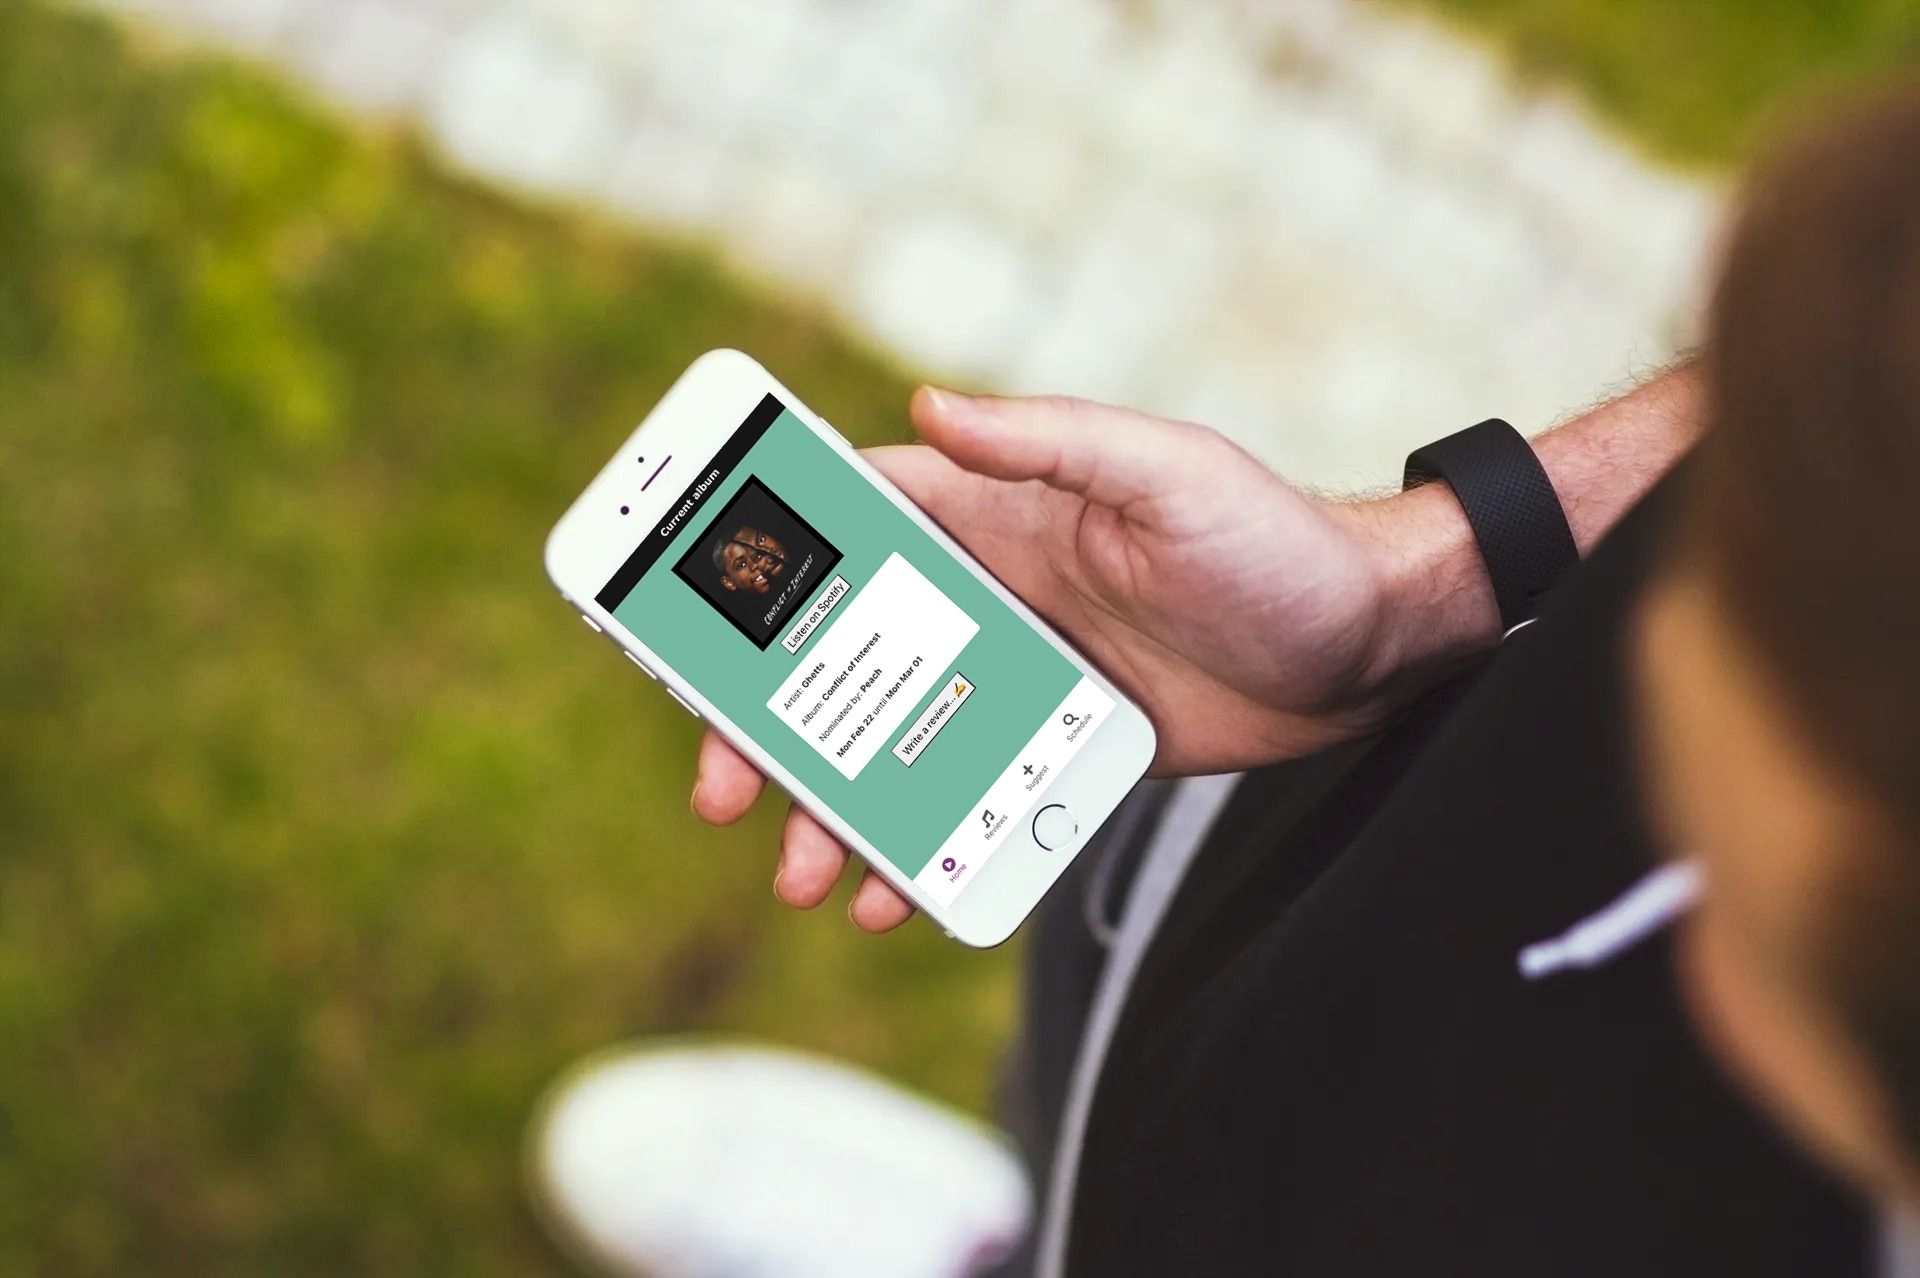 Current album
CONFLICT OF INTEREST
Listen on Spotify
Artist: Ghetts
Album: Conflict of Interest
Nominated by: Peach
Mon Feb 22 until Mon Mar 01
Write a review... ✍️
Home
Reviews
Suggest
Schedule